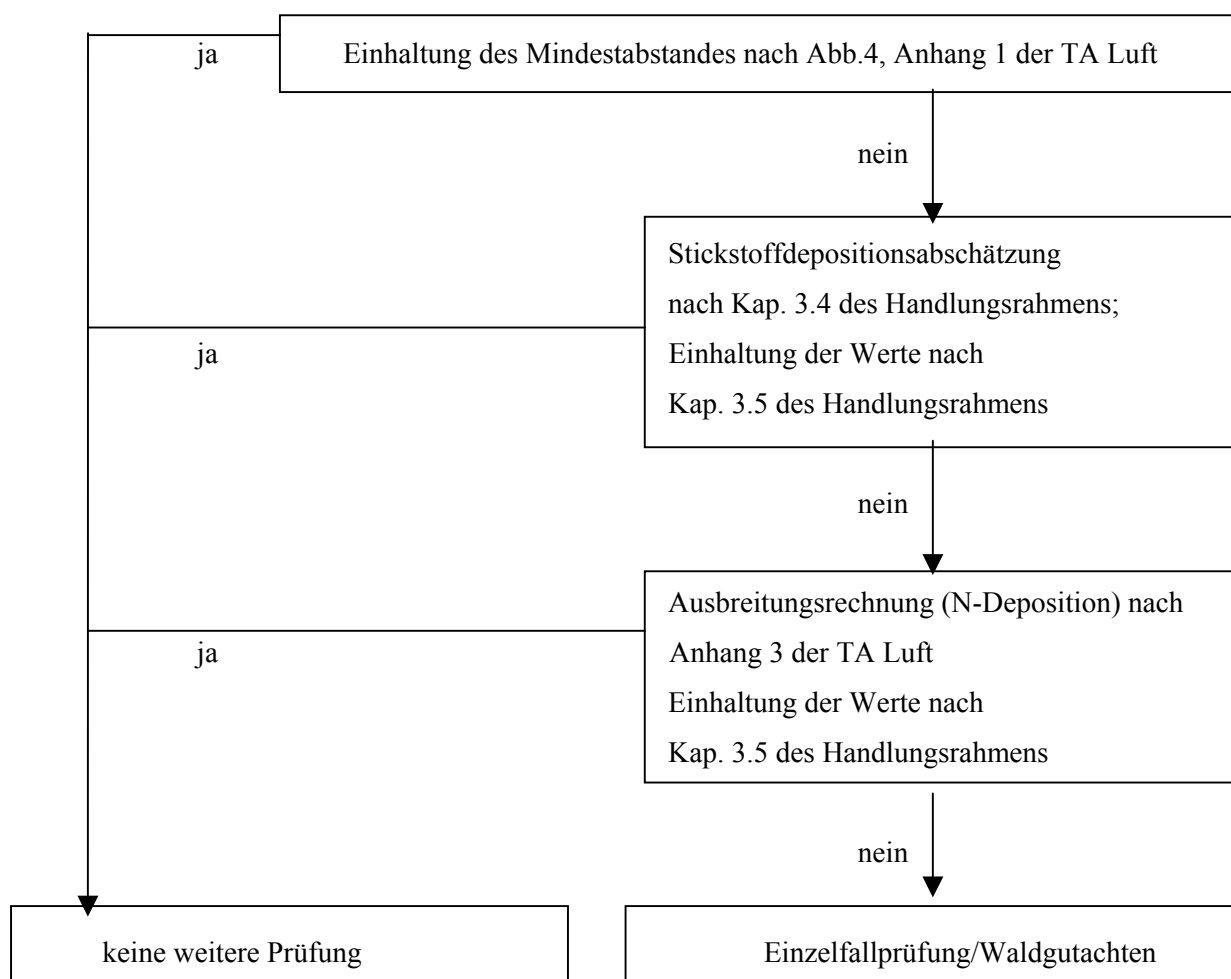 ja
Einhaltung des Mindestabstandes nach Abb.4, Anhang 1 der TA Luft
nein
Stickstoffdepositionsabschätzung
nach Kap. 3.4 des Handlungsrahmens;
Einhaltung der Werte nach
Kap. 3.5 des Handlungsrahmens
ja
nein
Ausbreitungsrechnung (N-Deposition) nach
Anhang 3 der TA Luft
Einhaltung der Werte nach
Kap. 3.5 des Handlungsrahmens
ja
nein
keine weitere Prüfung
Einzelfallprüfung/Waldgutachten